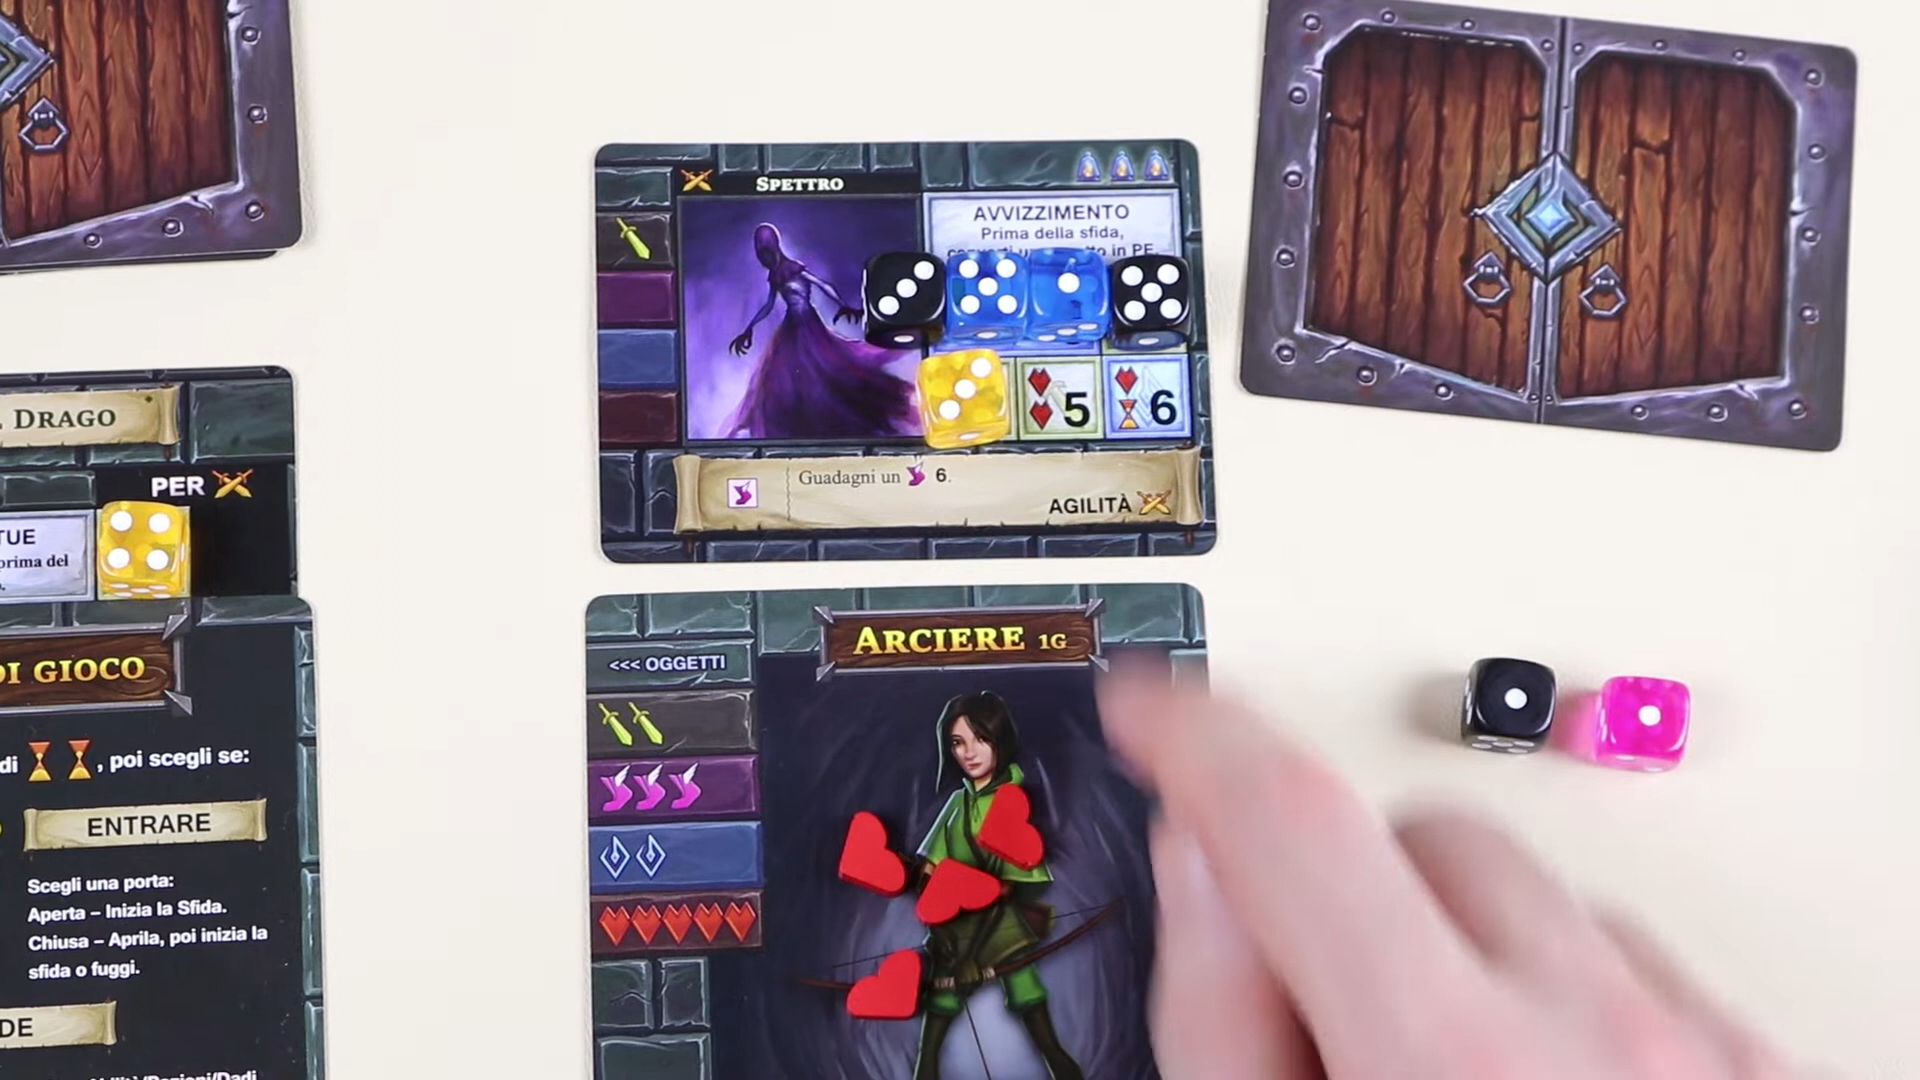 SPETTRO
AVVIZZIMENTO
Prima della sfida,
in PE.
5
6
Guadagni un 6.
AGILITÀ
DRAGO
PER
prima del
DI GIOCO
di , poi scegli se:
ENTRARE
Scegli una porta:
Aperta – Inizia la Sfida.
Chiusa – Aprila, poi inizia la
sfida o fuggi.
ARCIERE 1G
<<< OGGETTI